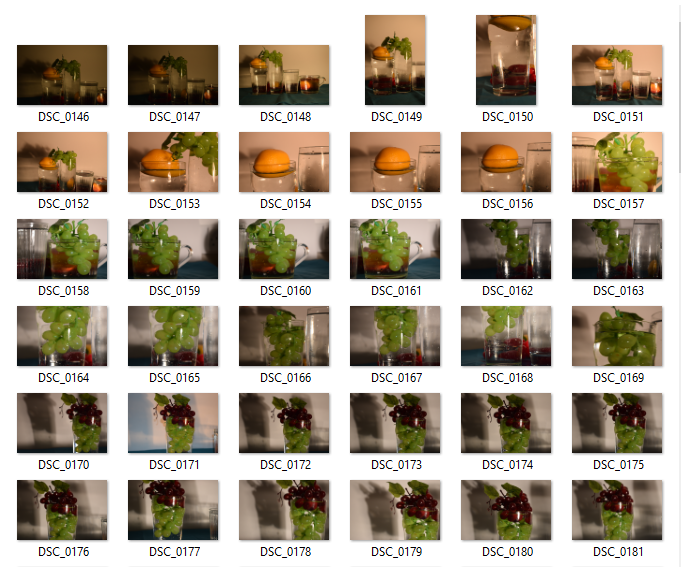 DSC_0146 DSC_0147 DSC_0148 DSC_0149 DSC_0150 DSC_0151
DSC_0152 DSC_0153 DSC_0154 DSC_0155 DSC_0156 DSC_0157
DSC_0158 DSC_0159 DSC_0160 DSC_0161 DSC_0162 DSC_0163
DSC_0164 DSC_0165 DSC_0166 DSC_0167 DSC_0168 DSC_0169
DSC_0170 DSC_0171 DSC_0172 DSC_0173 DSC_0174 DSC_0175
DSC_0176 DSC_0177 DSC_0178 DSC_0179 DSC_0180 DSC_0181